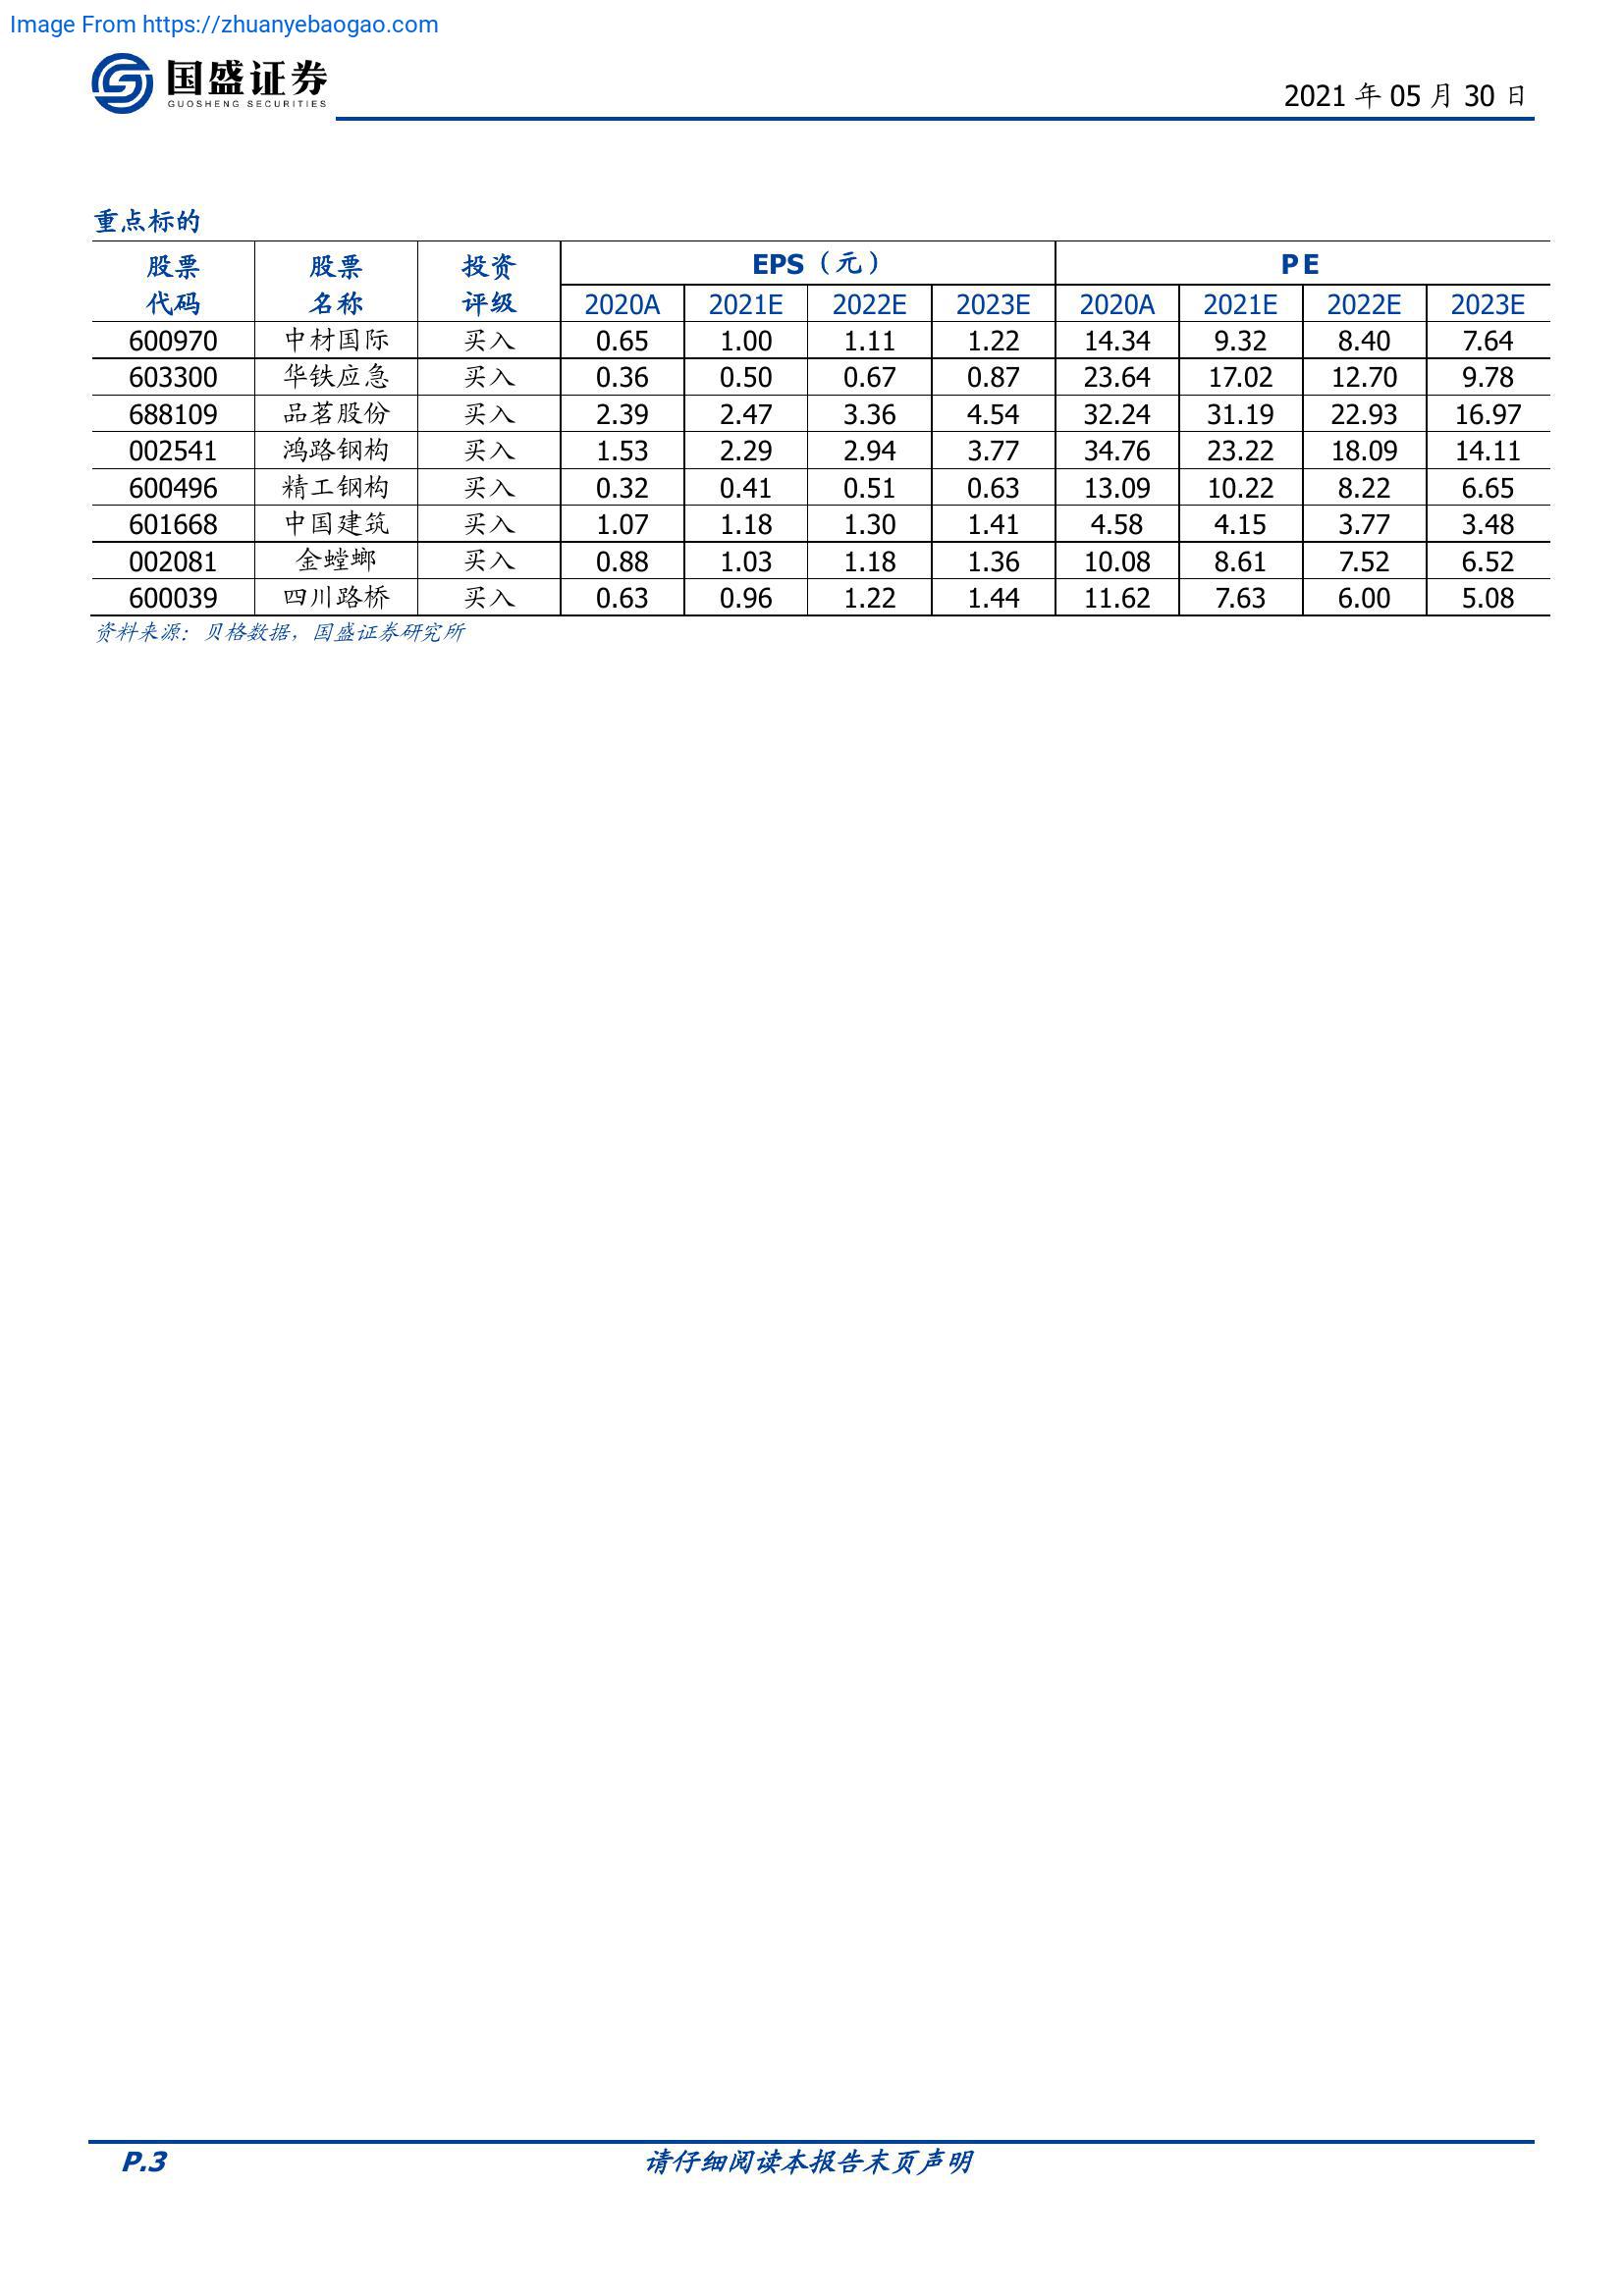 Image From https://zhuanyebaogao.com
国盛证券
GUOSHENG SECURITIES
2021 年 05 月 30 日
重点标的
股票代码 股票名称 投资评级 EPS（元） PE
2020A 2021E 2022E 2023E 2020A 2021E 2022E 2023E
600970 中材国际 买入 0.65 1.00 1.11 1.22 14.34 9.32 8.40 7.64
603300 华铁应急 买入 0.36 0.50 0.67 0.87 23.64 17.02 12.70 9.78
688109 品茗股份 买入 2.39 2.47 3.36 4.54 32.24 31.19 22.93 16.97
002541 鸿路钢构 买入 1.53 2.29 2.94 3.77 34.76 23.22 18.09 14.11
600496 精工钢构 买入 0.32 0.41 0.51 0.63 13.09 10.22 8.22 6.65
601668 中国建筑 买入 1.07 1.18 1.30 1.41 4.58 4.15 3.77 3.48
002081 金螳螂 买入 0.88 1.03 1.18 1.36 10.08 8.61 7.52 6.52
600039 四川路桥 买入 0.63 0.96 1.22 1.44 11.62 7.63 6.00 5.08
资料来源：贝格数据，国盛证券研究所
P.3 请仔细阅读本报告末页声明